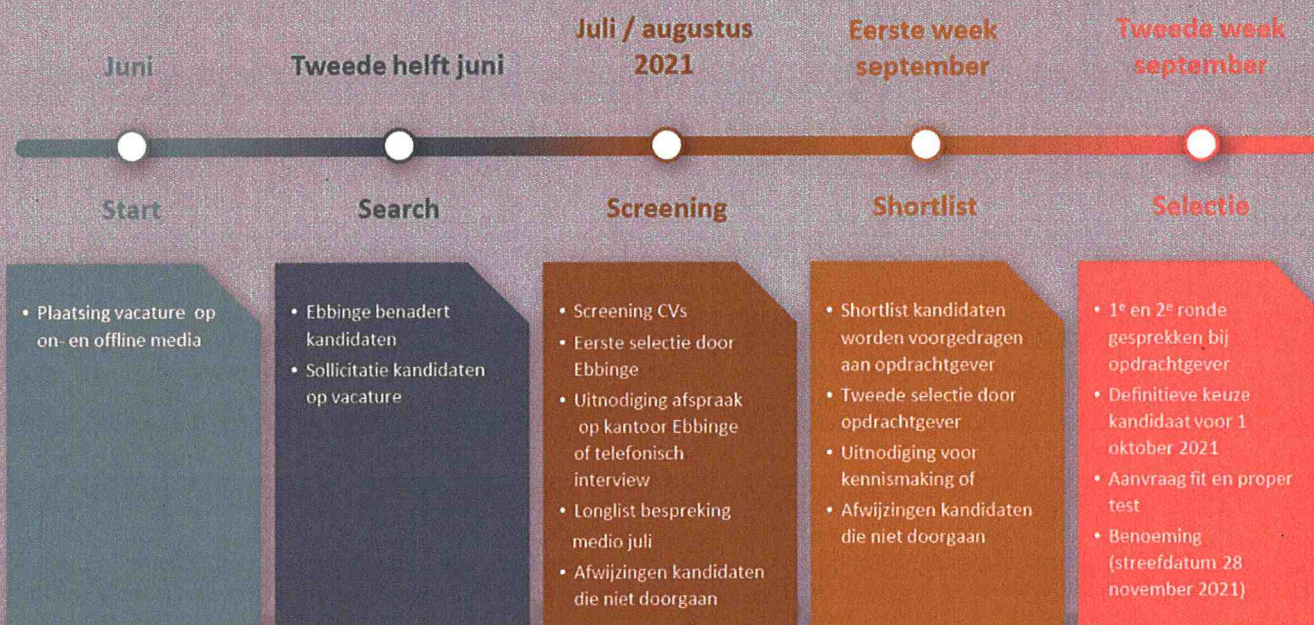 Juni
Tweede helft juni
Juli / augustus
2021
Eerste week
september
Tweede week
september
Start
Search
Screening
Shortlist
Selectie
• Plaatsing vacature op
on- en offline media
• Ebbinge benadert
kandidaten
• Sollicitatie kandidaten
op vacature
• Screening CVs
• Eerste selectie door
Ebbinge
• Uitnodiging afspraak
op kantoor Ebbinge
of telefonisch
interview
• Longlist bespreking
medio juli
• Afwijzingen kandidaten
die niet doorgaan
• Shortlist kandidaten
worden voorgedragen
aan opdrachtgever
• Tweede selectie door
opdrachtgever
• Uitnodiging voor
kennismaking of
• Afwijzingen kandidaten
die niet doorgaan
• 1e en 2e ronde
gesprekken bij
opdrachtgever
• Definitieve keuze
kandidaat voor 1
oktober 2021
• Aanvraag fit en proper
test
• Benoeming
(streefdatum 28
november 2021)